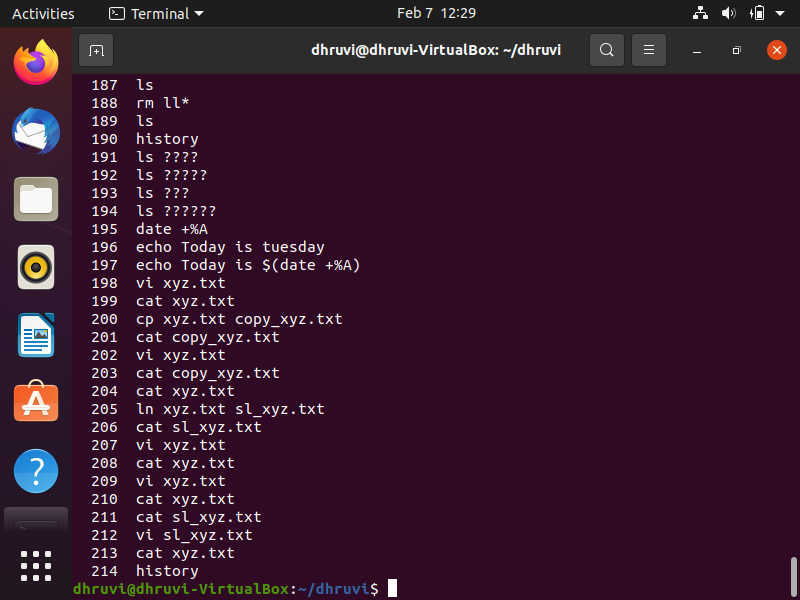 Activities Terminal Feb 7 12:29
dhruvi@dhruvi-VirtualBox: ~/dhruvi
187 ls
188 rm ll*
189 ls
190 history
191 ls ????
192 ls ?????
193 ls ???
194 ls ??????
195 date +%A
196 echo Today is tuesday
197 echo Today is $(date +%A)
198 vi xyz.txt
199 cat xyz.txt
200 cp xyz.txt copy_xyz.txt
201 cat copy_xyz.txt
202 vi xyz.txt
203 cat copy_xyz.txt
204 cat xyz.txt
205 ln xyz.txt sl_xyz.txt
206 cat sl_xyz.txt
207 vi xyz.txt
208 cat xyz.txt
209 vi xyz.txt
210 cat xyz.txt
211 cat sl_xyz.txt
212 vi sl_xyz.txt
213 cat xyz.txt
214 history
dhruvi@dhruvi-VirtualBox:~/dhruvi$